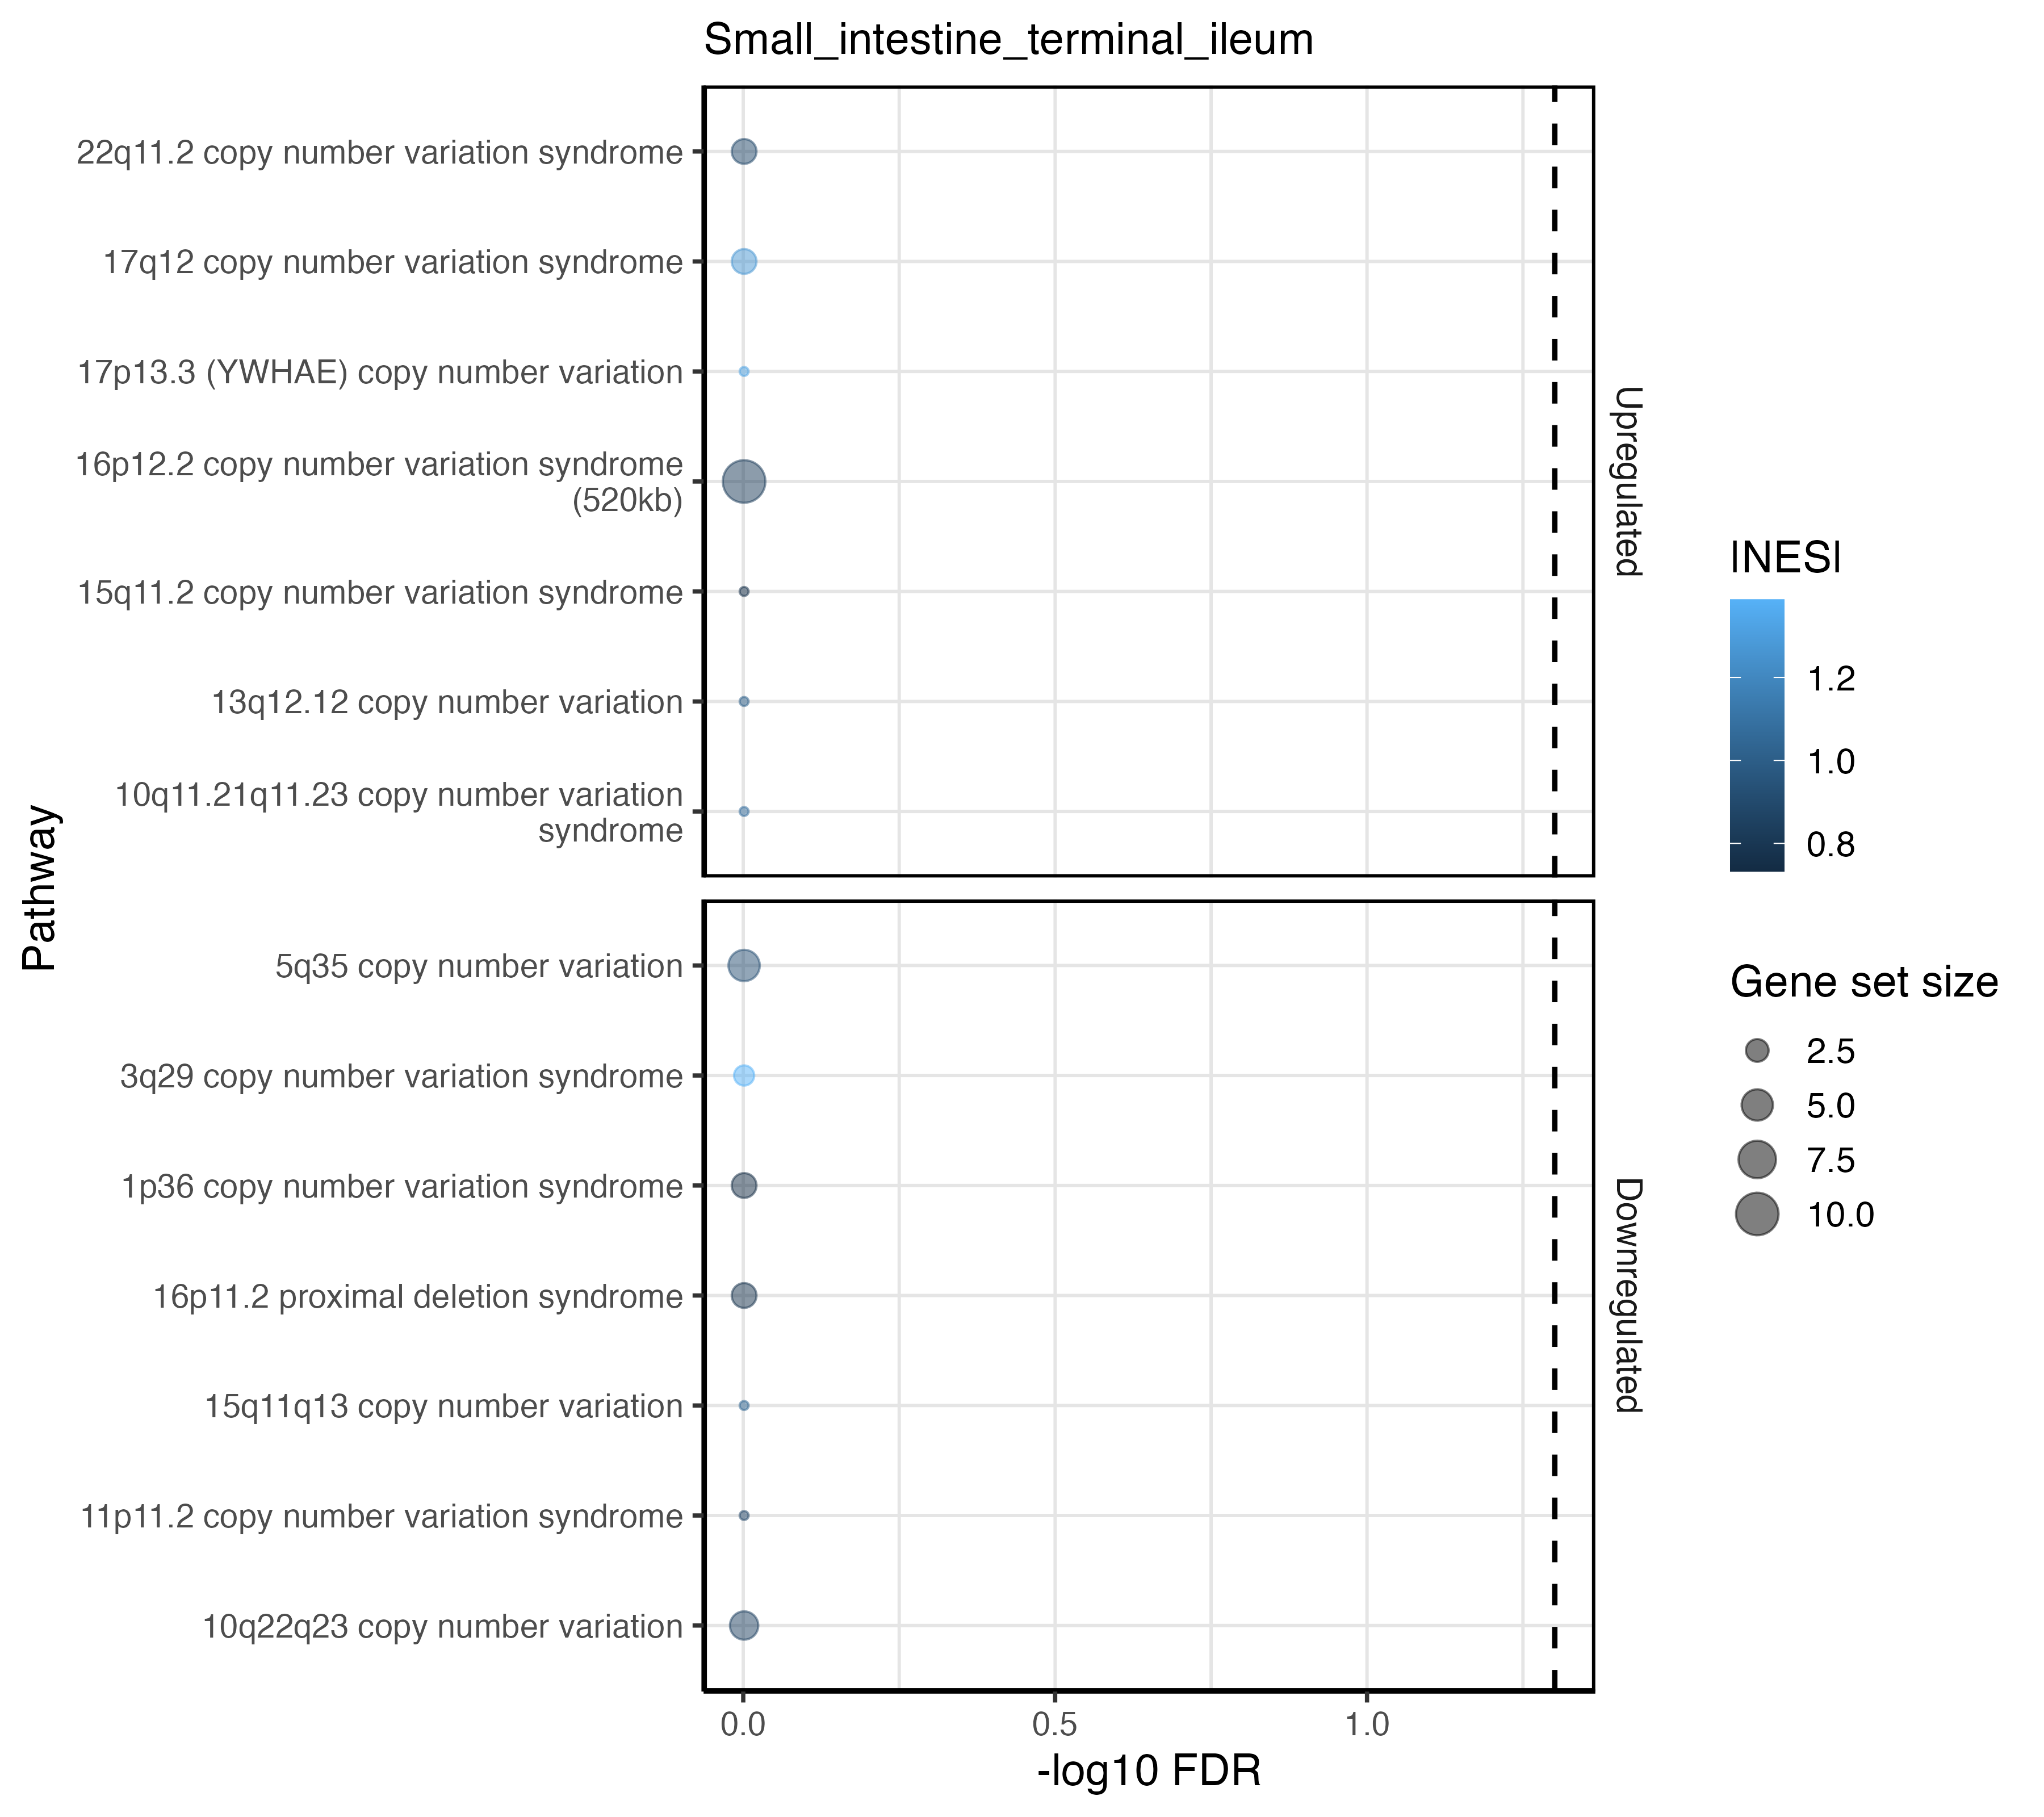 Small_intestine_terminal_ileum
22q11.2 copy number variation syndrome
17q12 copy number variation syndrome
17p13.3 (YWHAE) copy number variation
16p12.2 copy number variation syndrome
(520kb)
15q11.2 copy number variation syndrome
13q12.12 copy number variation
10q11.21q11.23 copy number variation
syndrome
Upregulated
5q35 copy number variation
3q29 copy number variation syndrome
1p36 copy number variation syndrome
16p11.2 proximal deletion syndrome
15q11q13 copy number variation
11p11.2 copy number variation syndrome
10q22q23 copy number variation
Downregulated
Pathway
0.0
0.5
1.0
-log10 FDR
|NES|
1.2
1.0
0.8
Gene set size
2.5
5.0
7.5
10.0